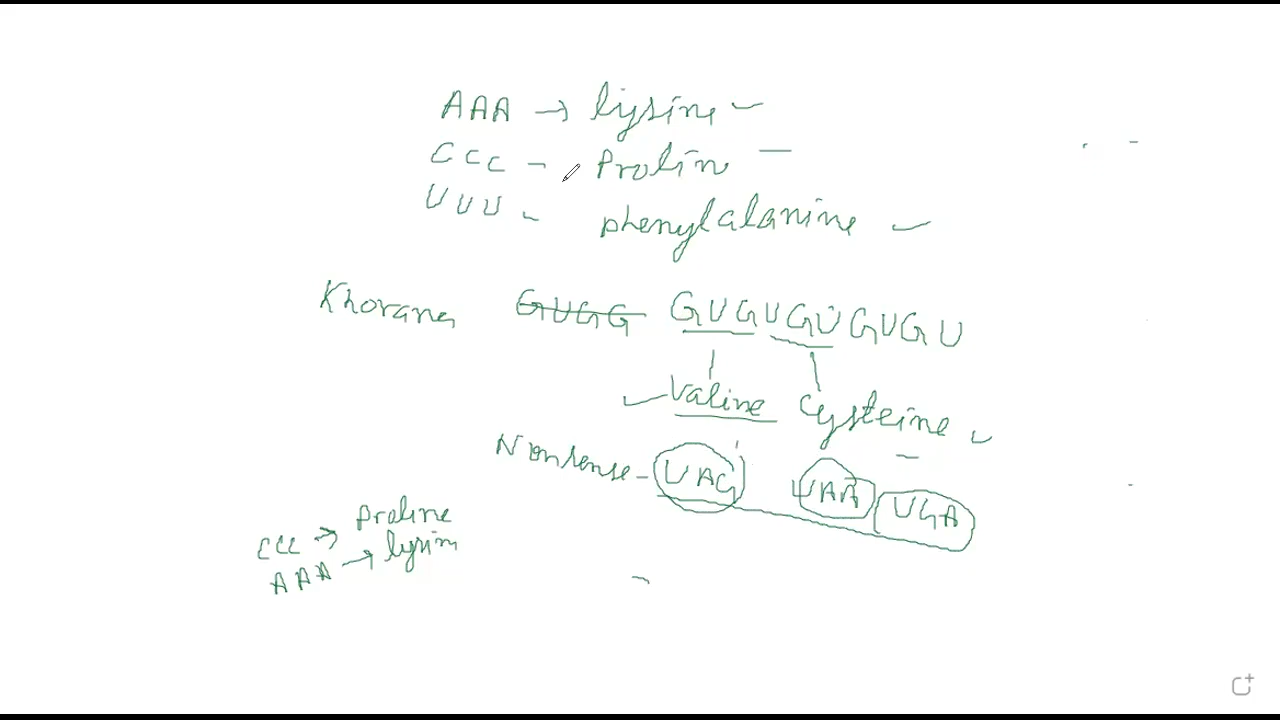 AAA → lysine
CCC - Prolin
UUU - phenylalanine
Khorana GUGG GUGUGUGUGU
Valine Cysteine
Nonsense - UAG UAA UGA
CCC → Proline
AAA → lysin